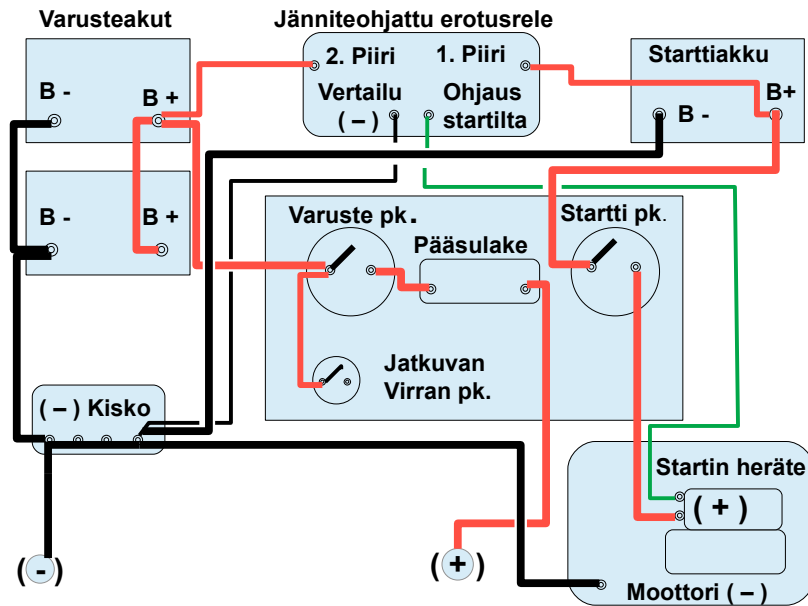 Varusteakut
Jänniteohjattu erotusrele
B -
B +
B -
B +
2. Piiri
1. Piiri
Vertailu
( – )
Ohjaus
startilta
Starttiakku
B+
B -
Varuste pk.
Pääsulake
Startti pk.
Jatkuvan
Virran pk.
( – ) Kisko
Startin heräte
( + )
Moottori ( – )
( - )
( + )